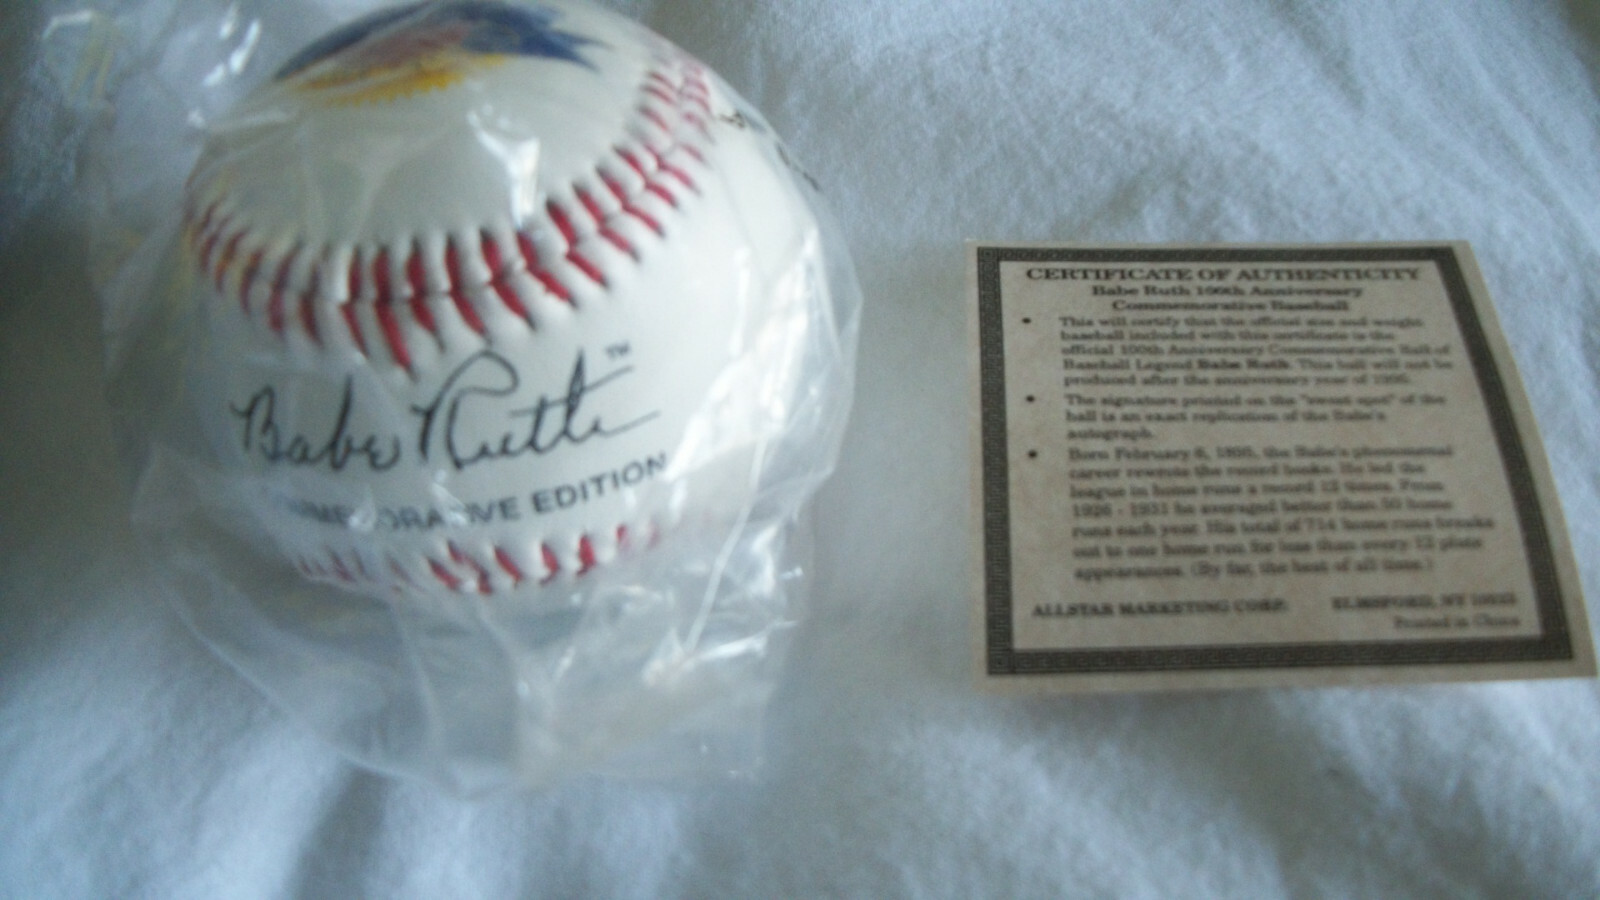 Babe Ruth™
COMMEMORATIVE EDITION
CERTIFICATE OF AUTHENTICITY
Babe Ruth 100th Anniversary
Commemorative Baseball
• This will certify that the official size and weight
baseball included with this certificate is the
official 100th Anniversary Commemorative Ball of
Baseball Legend Babe Ruth. This ball will not be
produced after the anniversary year of 1995.
• The signature printed on the "sweet spot" of the
ball is an exact replication of the Babe's
autograph.
• Born February 6, 1895, the Babe's phenomenal
career rewrote the record books. He led the
league in home runs a record 12 times. From
1926 - 1931 he averaged better than 50 home
runs each year. His total of 714 home runs breaks
out to one home run for less than every 12 plate
appearances. (By far, the best of all time.)
ALLSTAR MARKETING CORP. ELMSFORD, NY 10523
Printed in China